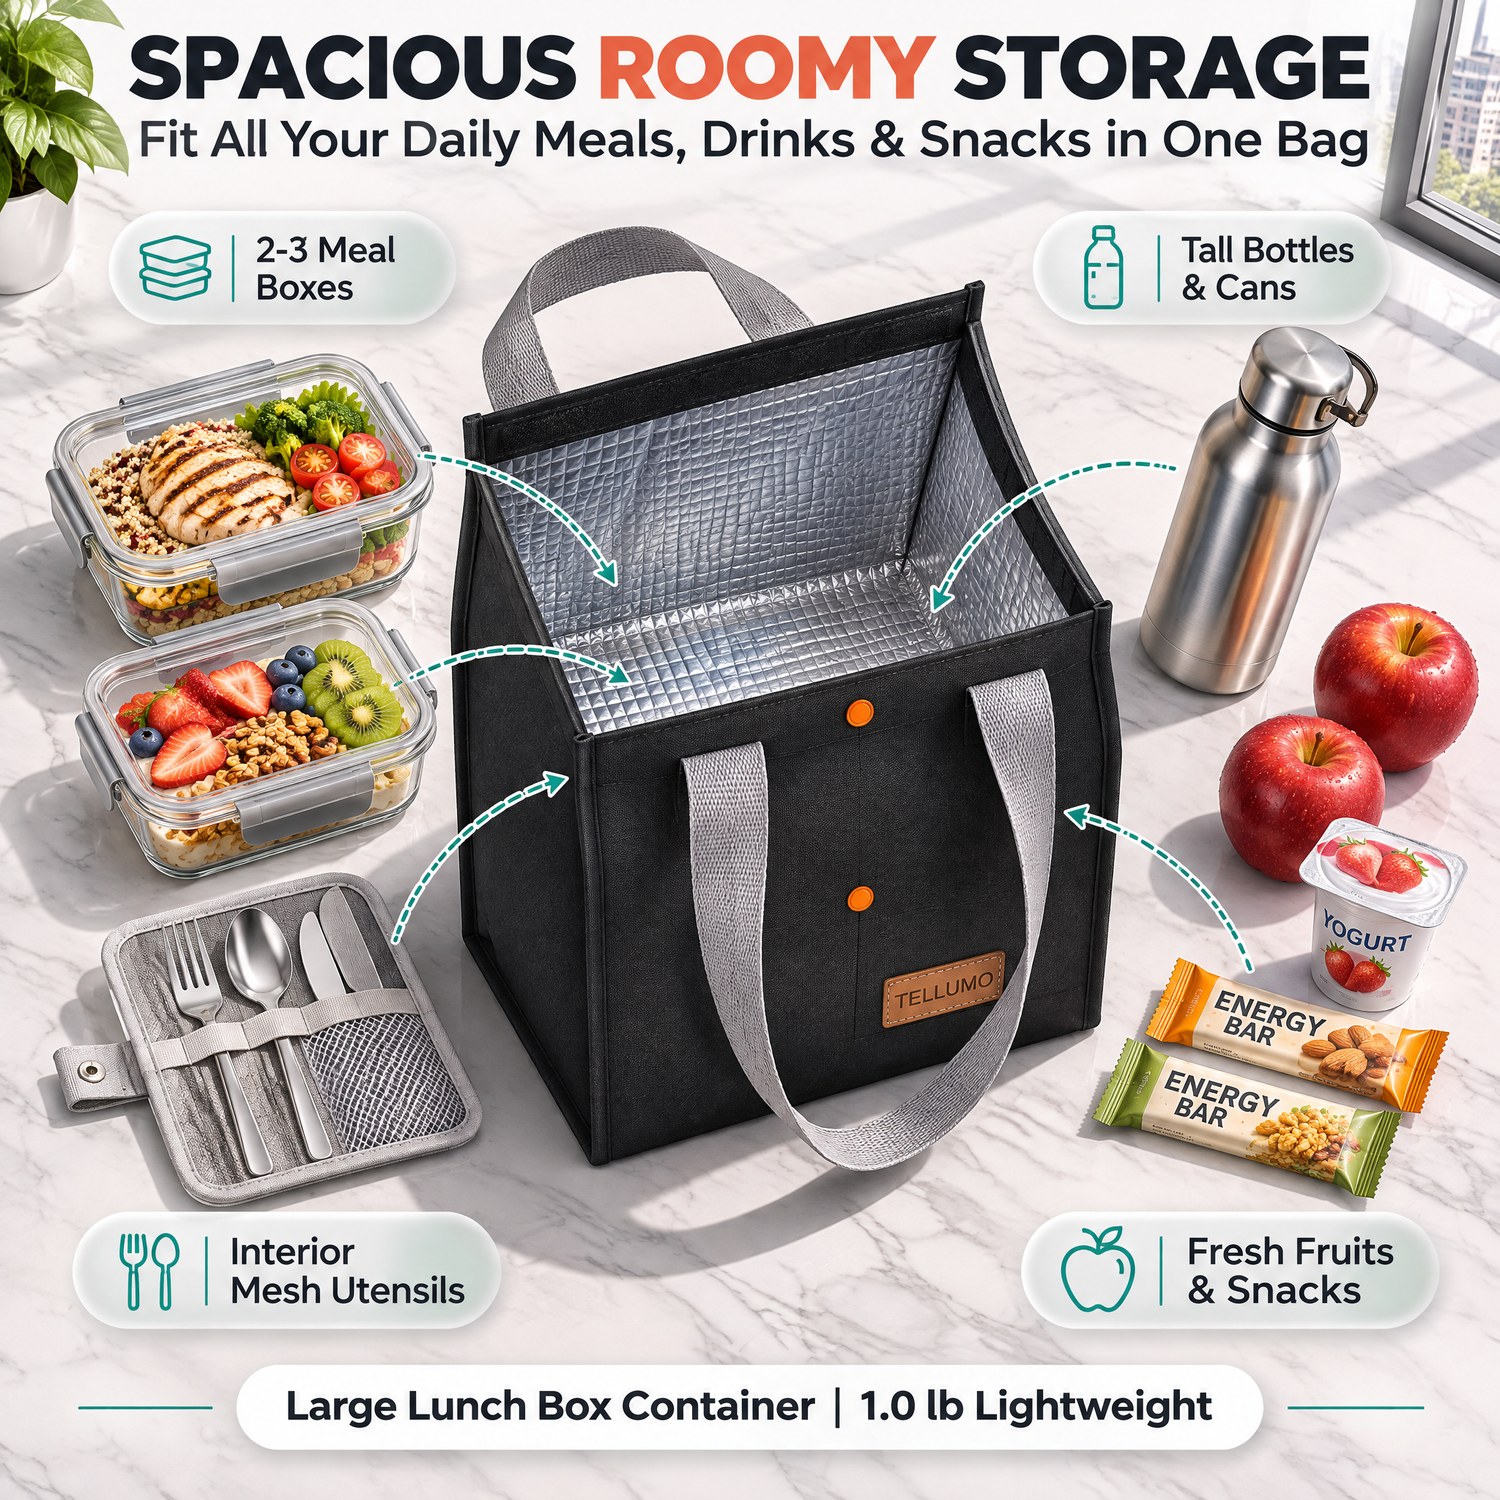 SPACIOUS ROOMY STORAGE
Fit All Your Daily Meals, Drinks & Snacks in One Bag
2-3 Meal
Boxes
Tall Bottles
& Cans
TELLUMO
YOGURT
ENERGY
BAR
ENERGY
BAR
Interior
Mesh Utensils
Fresh Fruits
& Snacks
Large Lunch Box Container | 1.0 lb Lightweight